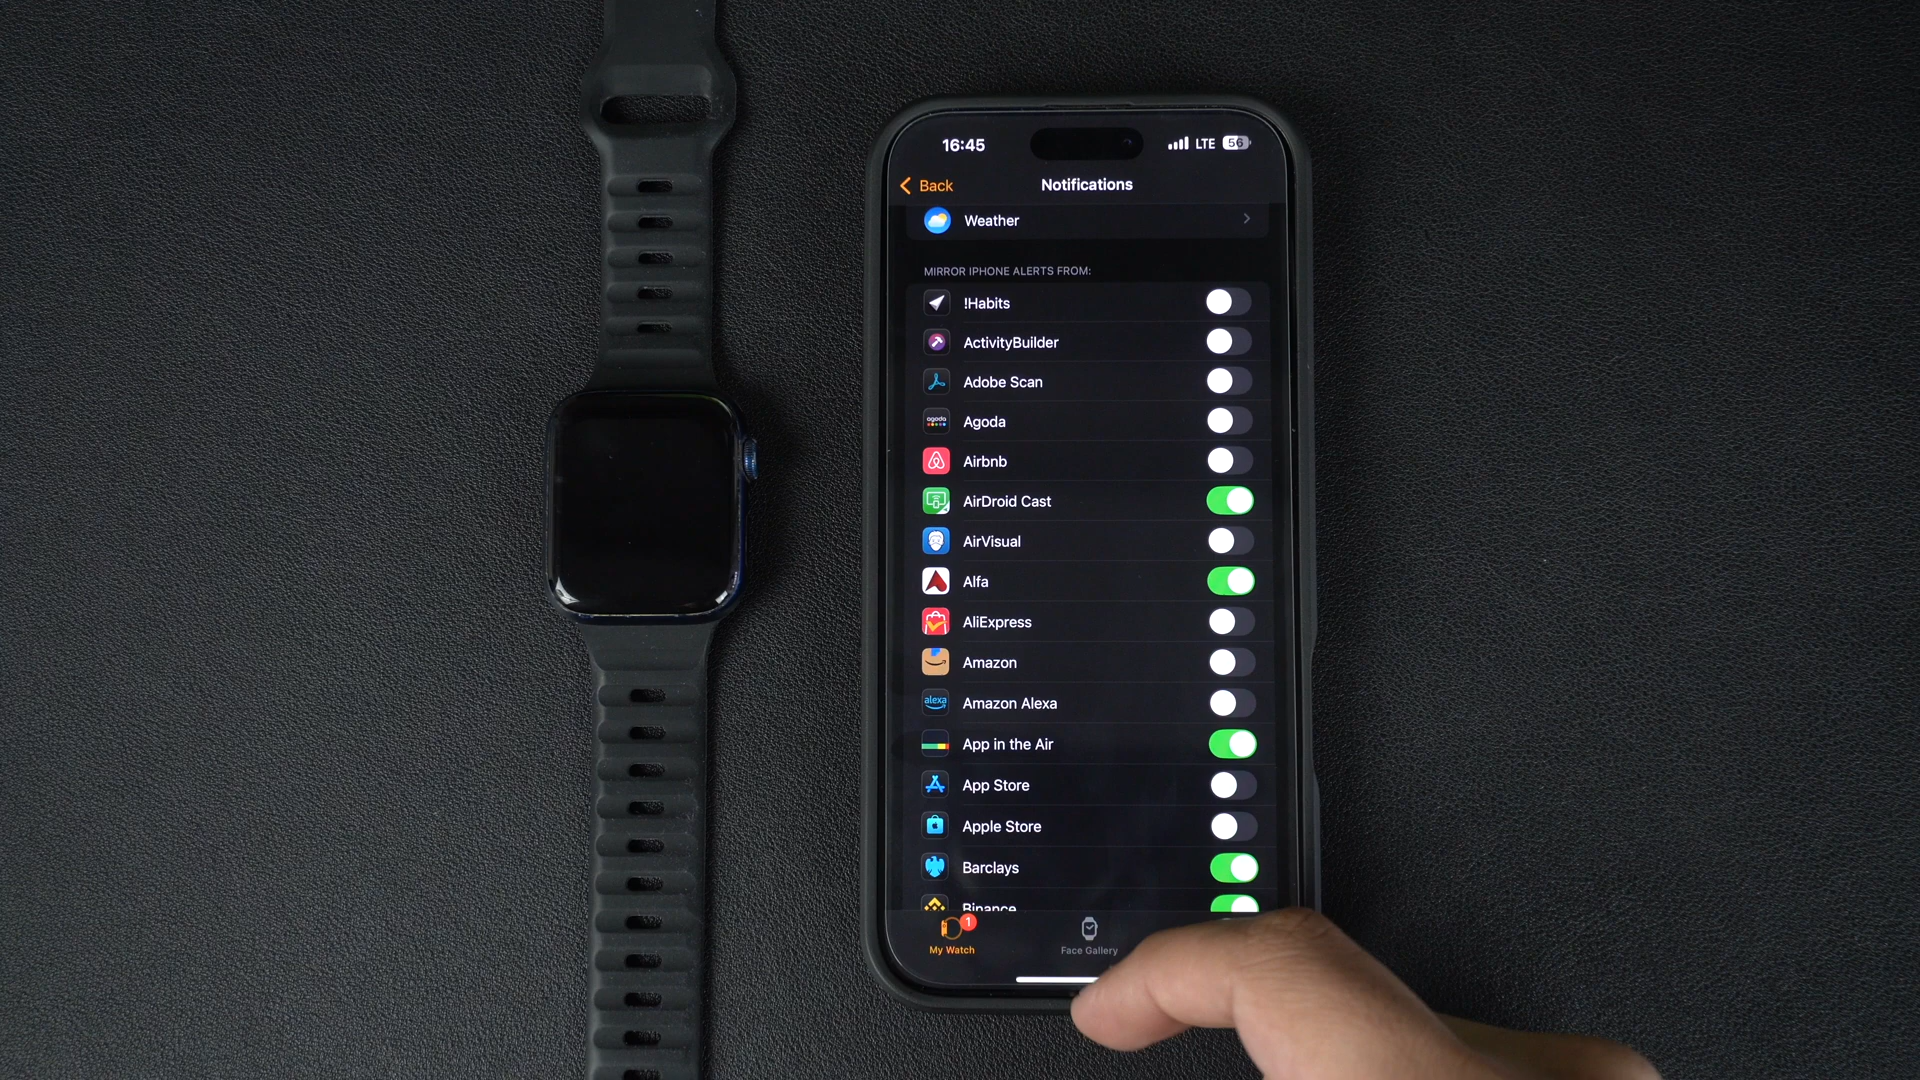 16:45 LTE 56
Back Notifications
Weather
MIRROR IPHONE ALERTS FROM:
!Habits
ActivityBuilder
Adobe Scan
agoda Agoda
Airbnb
AirDroid Cast
AirVisual
Alfa
AliExpress
Amazon
alexa Amazon Alexa
App in the Air
App Store
Apple Store
Barclays
Binance
1
My Watch Face Gallery